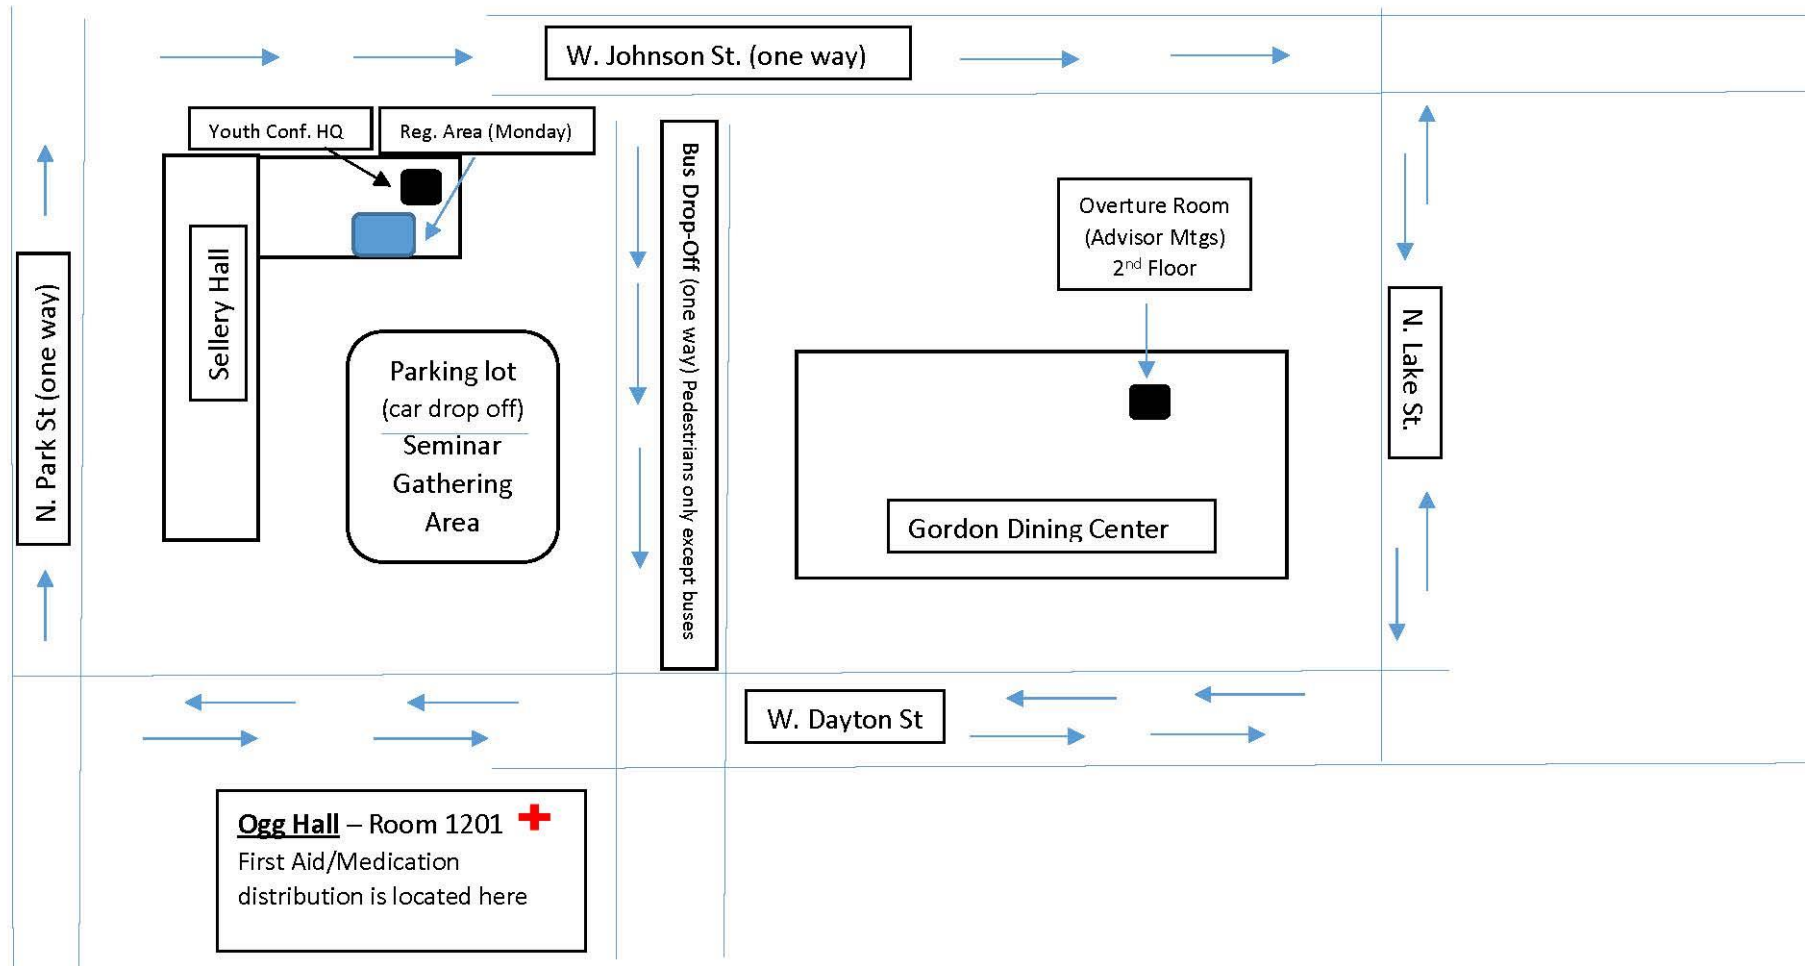 W. Johnson St. (one way)
Youth Conf. HQ
Reg. Area (Monday)
Sellery Hall
N. Park St (one way)
Parking lot
(car drop off)
Seminar
Gathering
Area
Bus Drop-Off (one way) Pedestrians only except buses
Overture Room
(Advisor Mtgs)
2nd Floor
Gordon Dining Center
N. Lake St.
W. Dayton St
Ogg Hall – Room 1201
First Aid/Medication
distribution is located here